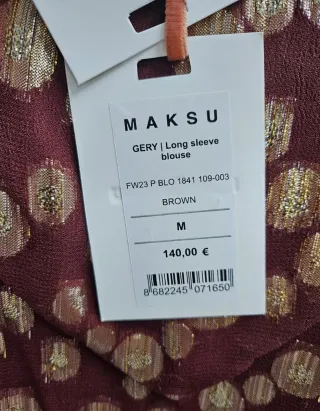 MAKSU
GERY | Long sleeve
blouse
FW23 P BLO 1841 109-003
BROWN
M
140,00 €
8 682245 071650